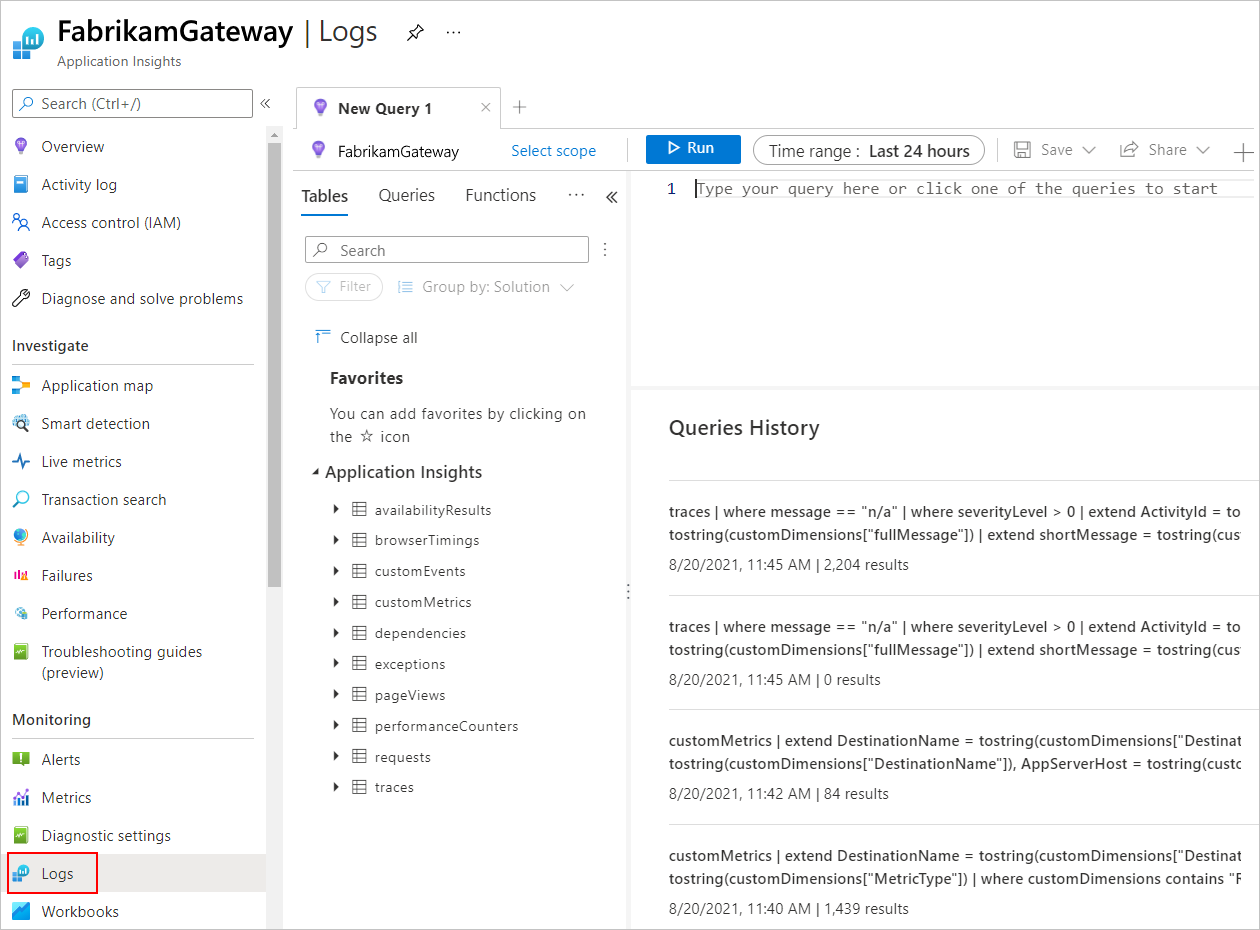 FabrikamGateway | Logs
Application Insights
Search (Ctrl+/)
Overview
Activity log
Access control (IAM)
Tags
Diagnose and solve problems
Investigate
Application map
Smart detection
Live metrics
Transaction search
Availability
Failures
Performance
Troubleshooting guides
(preview)
Monitoring
Alerts
Metrics
Diagnostic settings
Logs
Workbooks
New Query 1
FabrikamGateway
Select scope
Run
Time range : Last 24 hours
Save
Share
Tables Queries Functions
Search
Filter
Group by: Solution
Collapse all
Favorites
You can add favorites by clicking on
the ☆ icon
Application Insights
availabilityResults
browserTimings
customEvents
customMetrics
dependencies
exceptions
pageViews
performanceCounters
requests
traces
1 Type your query here or click one of the queries to start
Queries History
traces | where message == "n/a" | where severityLevel > 0 | extend ActivityId = to
tostring(customDimensions["fullMessage"]) | extend shortMessage = tostring(cus
8/20/2021, 11:45 AM | 2,204 results
traces | where message == "n/a" | where severityLevel > 0 | extend ActivityId = to
tostring(customDimensions["fullMessage"]) | extend shortMessage = tostring(cus
8/20/2021, 11:45 AM | 0 results
customMetrics | extend DestinationName = tostring(customDimensions["Destinat
tostring(customDimensions["DestinationName"]), AppServerHost = tostring(custo
8/20/2021, 11:42 AM | 84 results
customMetrics | extend DestinationName = tostring(customDimensions["Destinat
tostring(customDimensions["MetricType"]) | where customDimensions contains "R
8/20/2021, 11:40 AM | 1,439 results